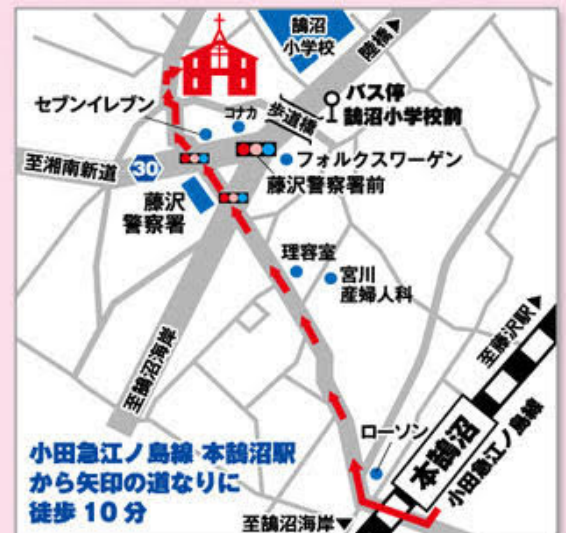 鵠沼
小学校
陸橋▶
セブンイレブン
コナカ
歩道橋
バス停
鵠沼小学校前
至湘南新道
30
フォルクスワーゲン
藤沢警察署前
藤沢
警察署
理容室
宮川
産婦人科
至鵠沼海岸
至藤沢駅▶
ローソン
本鵠沼
小田急江ノ島線
小田急江ノ島線 本鵠沼駅
から矢印の道なりに
徒歩10分
至鵠沼海岸▼